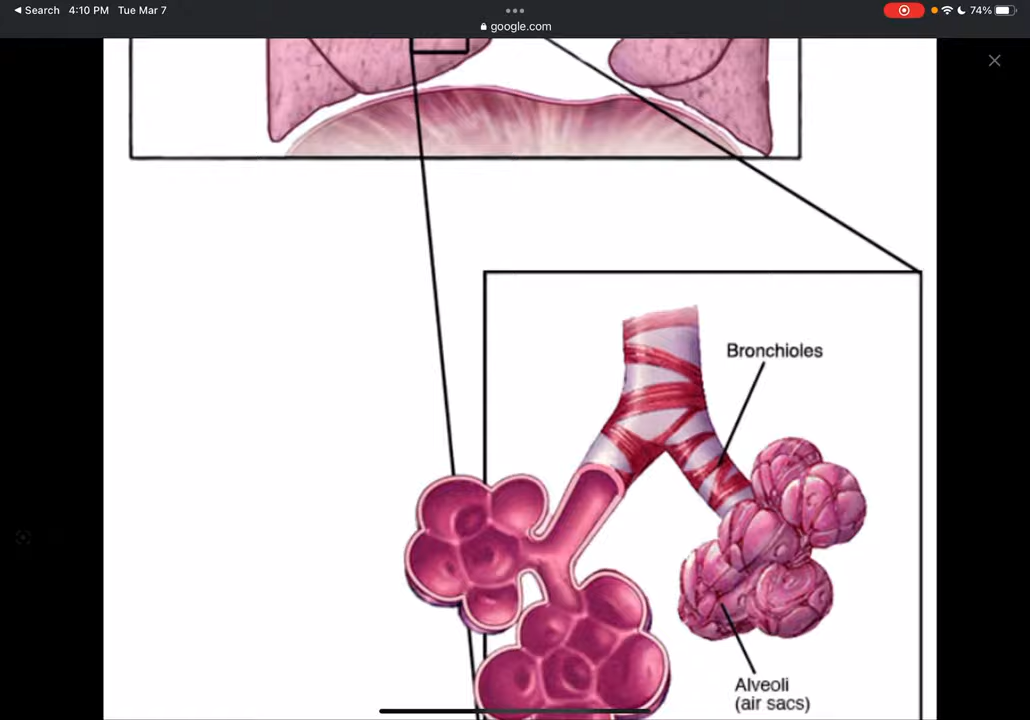 Search 4:10 PM Tue Mar 7
74%
google.com
Bronchioles
Alveoli
(air sacs)